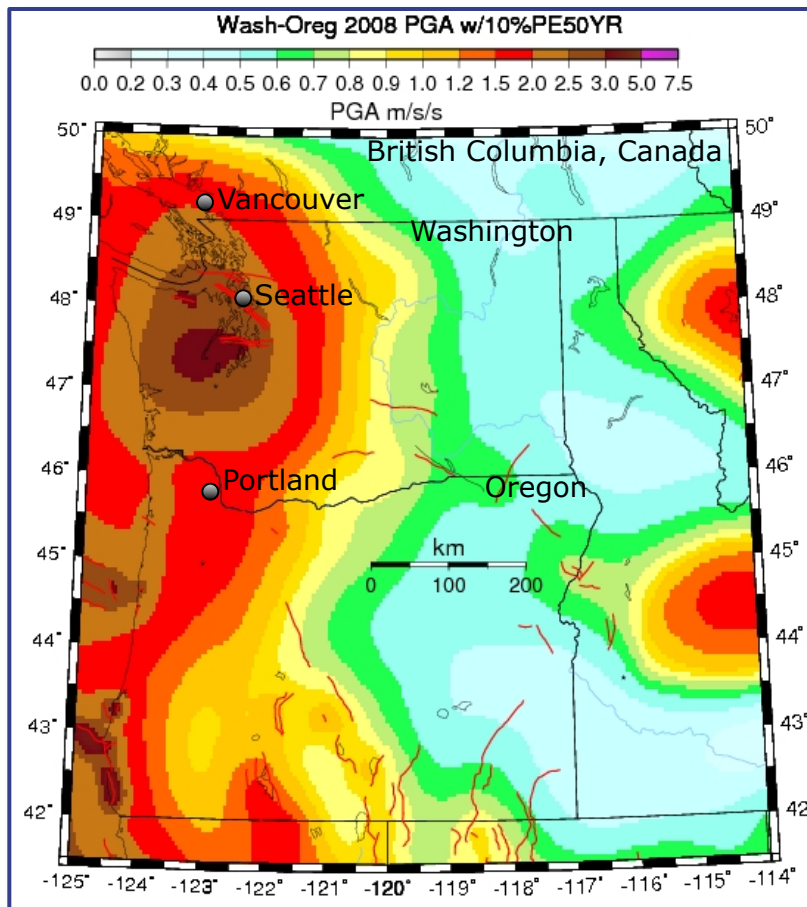 Wash-Oreg 2008 PGA w/10%PE50YR
0.0 0.2 0.3 0.4 0.5 0.6 0.7 0.8 0.9 1.0 1.2 1.5 2.0 2.5 3.0 5.0 7.5
PGA m/s/s
50° 50°
British Columbia, Canada
Vancouver
49° 49°
Washington
Seattle
48° 48°
47° 47°
46° 46°
Portland
Oregon
45° 45°
km
0 100 200
44° 44°
43° 43°
42° 42°
-125° -124° -123° -122° -121° -120° -119° -118° -117° -116° -115° -114°